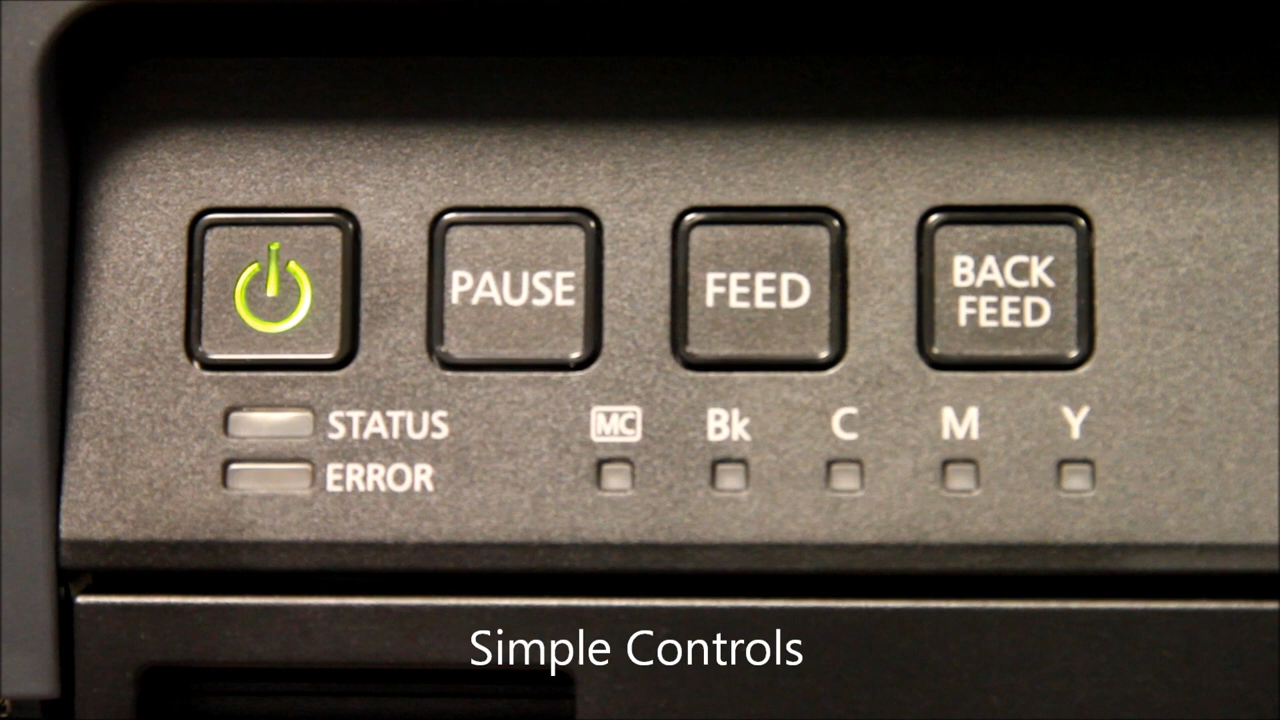 PAUSE
FEED
BACK
FEED
STATUS
MC
Bk
C
M
Y
ERROR
Simple Controls